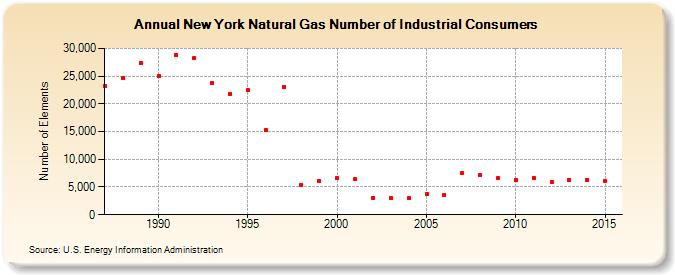 Annual New York Natural Gas Number of Industrial Consumers
Number of Elements
30,000
25,000
20,000
15,000
10,000
5,000
0
1990 1995 2000 2005 2010 2015
Source: U.S. Energy Information Administration